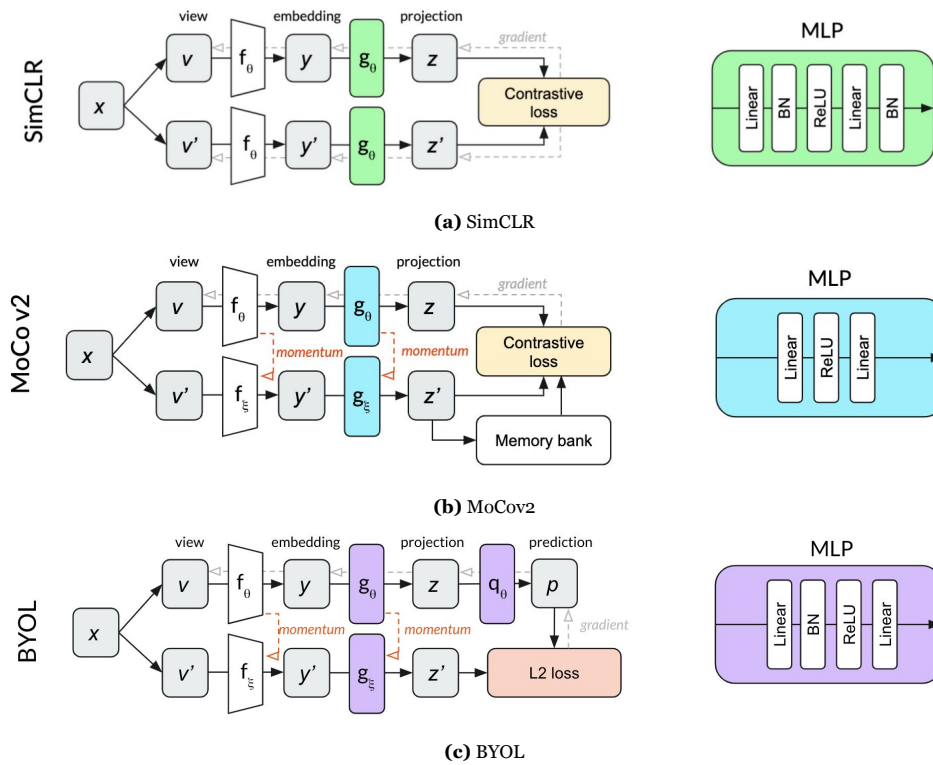 SimCLR
view embedding projection
gradient
x
v f_θ y g_θ z
Contrastive
loss
v' f_θ y' g_θ z'
MLP
Linear BN ReLU Linear BN
(a) SimCLR
MoCo v2
view embedding projection
gradient
x
v f_θ y g_θ z
momentum momentum
Contrastive
loss
v' f_ξ y' g_ξ z'
Memory bank
MLP
Linear ReLU Linear
(b) MoCov2
BYOL
view embedding projection prediction
x
v f_θ y g_θ z q_θ p
momentum momentum gradient
v' f_ξ y' g_ξ z' L2 loss
MLP
Linear BN ReLU Linear
(c) BYOL